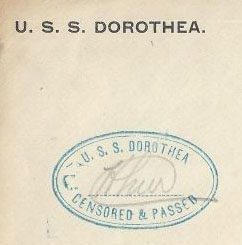 U. S. S. DOROTHEA.
U. S. S. DOROTHEA
CENSORED & PASSED